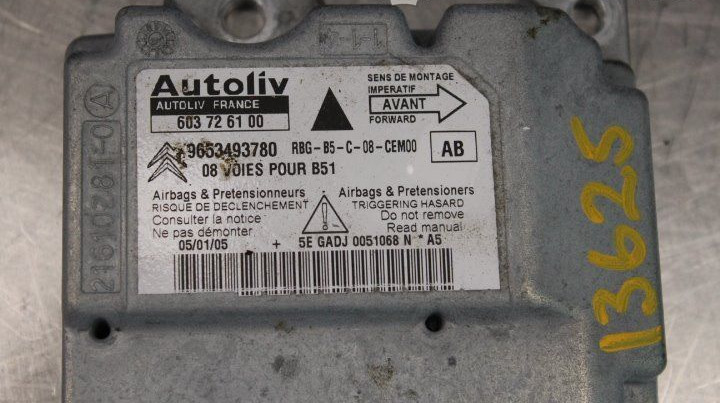 Autoliv
AUTOLIV FRANCE
603 72 61 00
SENS DE MONTAGE
IMPERATIF
AVANT
FORWARD
9653493780 RBG-B5-C-08-CEM00 AB
08 VOIES POUR B51
Airbags & Pretensionneurs
RISQUE DE DECLENCHEMENT
Consulter la notice
Ne pas démonter
Airbags & Pretensioners
TRIGGERING HASARD
Do not remove
Read manual
05/01/05 + 5E GADJ 0051068 N * A5
13625